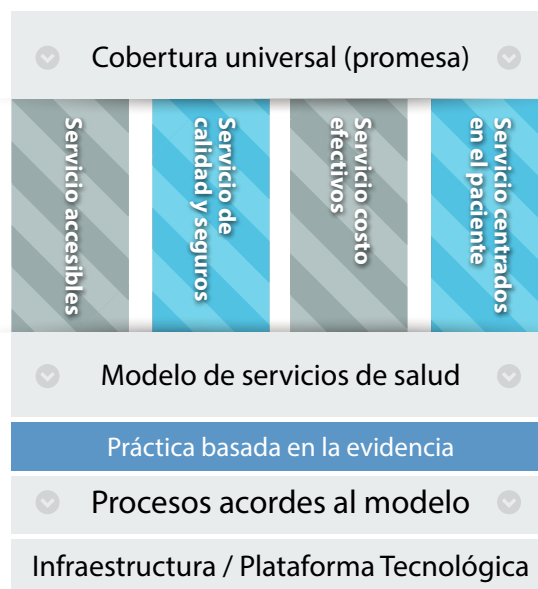 Cobertura universal (promesa)
Servicio accesibles
Servicio de
calidad y seguros
Servicio costo
efectivos
Servicio centrados
en el paciente
Modelo de servicios de salud
Práctica basada en la evidencia
Procesos acordes al modelo
Infraestructura / Plataforma Tecnológica